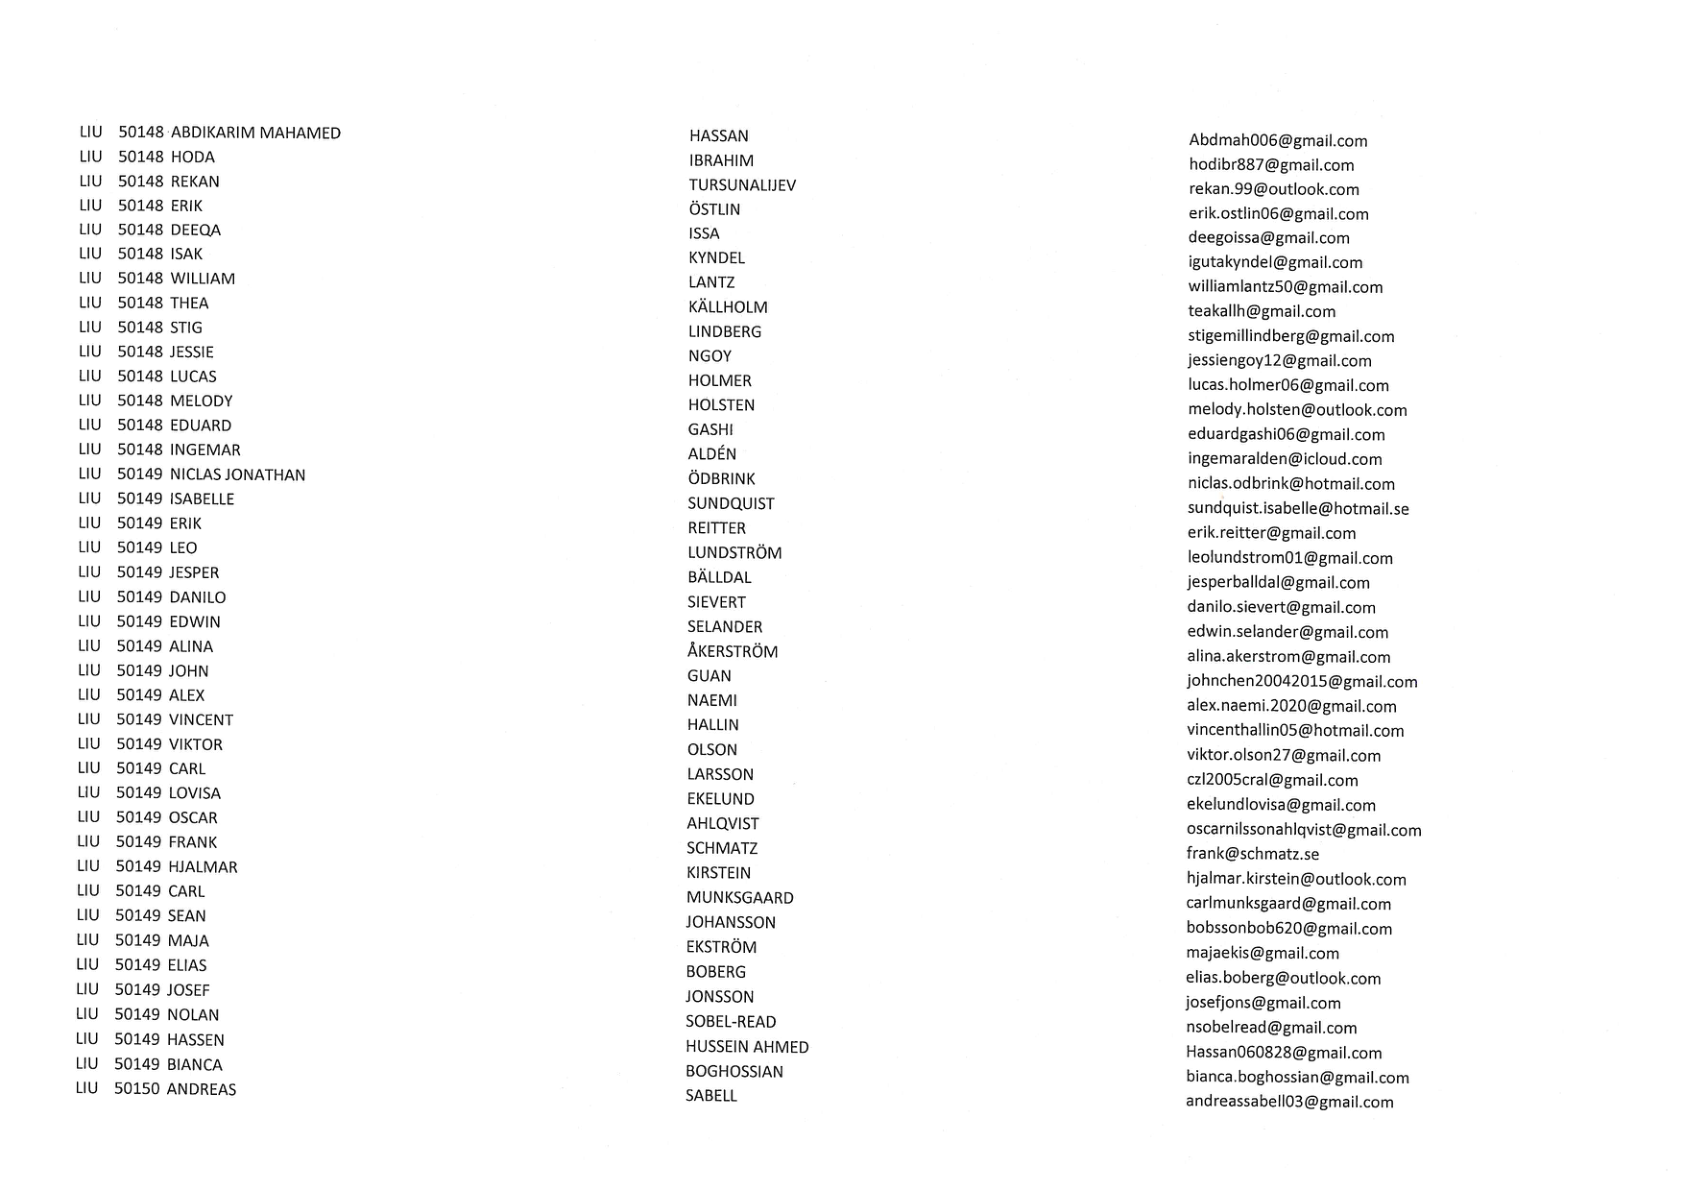 LIU 50148 ABDIKARIM MAHAMED HASSAN Abdmah006@gmail.com
LIU 50148 HODA IBRAHIM hodibr887@gmail.com
LIU 50148 REKAN TURSUNALIJEV rekan.99@outlook.com
LIU 50148 ERIK ÖSTLIN erik.ostlin06@gmail.com
LIU 50148 DEEQA ISSA deegoissa@gmail.com
LIU 50148 ISAK KYNDEL igutakyndel@gmail.com
LIU 50148 WILLIAM LANTZ williamlantz50@gmail.com
LIU 50148 THEA KÄLLHOLM teakallh@gmail.com
LIU 50148 STIG LINDBERG stigemillindberg@gmail.com
LIU 50148 JESSIE NGOY jessiengoy12@gmail.com
LIU 50148 LUCAS HOLMER lucas.holmer06@gmail.com
LIU 50148 MELODY HOLSTEN melody.holsten@outlook.com
LIU 50148 EDUARD GASHI eduardgashi06@gmail.com
LIU 50148 INGEMAR ALDÉN ingemaralden@icloud.com
LIU 50149 NICLAS JONATHAN ÖDBRINK niclas.odbrink@hotmail.com
LIU 50149 ISABELLE SUNDQUIST sundquist.isabelle@hotmail.se
LIU 50149 ERIK REITTER erik.reitter@gmail.com
LIU 50149 LEO LUNDSTRÖM leolundstrom01@gmail.com
LIU 50149 JESPER BÄLLDAL jesperballdal@gmail.com
LIU 50149 DANILO SIEVERT danilo.sievert@gmail.com
LIU 50149 EDWIN SELANDER edwin.selander@gmail.com
LIU 50149 ALINA ÅKERSTRÖM alina.akerstrom@gmail.com
LIU 50149 JOHN GUAN johnchen20042015@gmail.com
LIU 50149 ALEX NAEMI alex.naemi.2020@gmail.com
LIU 50149 VINCENT HALLIN vincenthallin05@hotmail.com
LIU 50149 VIKTOR OLSON viktor.olson27@gmail.com
LIU 50149 CARL LARSSON czl2005cral@gmail.com
LIU 50149 LOVISA EKELUND ekelundlovisa@gmail.com
LIU 50149 OSCAR AHLQVIST oscarnilssonahlqvist@gmail.com
LIU 50149 FRANK SCHMATZ frank@schmatz.se
LIU 50149 HJALMAR KIRSTEIN hjalmar.kirstein@outlook.com
LIU 50149 CARL MUNKSGAARD carlmunksgaard@gmail.com
LIU 50149 SEAN JOHANSSON bobssonbob620@gmail.com
LIU 50149 MAJA EKSTRÖM majaekis@gmail.com
LIU 50149 ELIAS BOBERG elias.boberg@outlook.com
LIU 50149 JOSEF JONSSON josefjons@gmail.com
LIU 50149 NOLAN SOBEL-READ nsobelread@gmail.com
LIU 50149 HASSEN HUSSEIN AHMED Hassan060828@gmail.com
LIU 50149 BIANCA BOGHOSSIAN bianca.boghossian@gmail.com
LIU 50150 ANDREAS SABELL andreassabell03@gmail.com